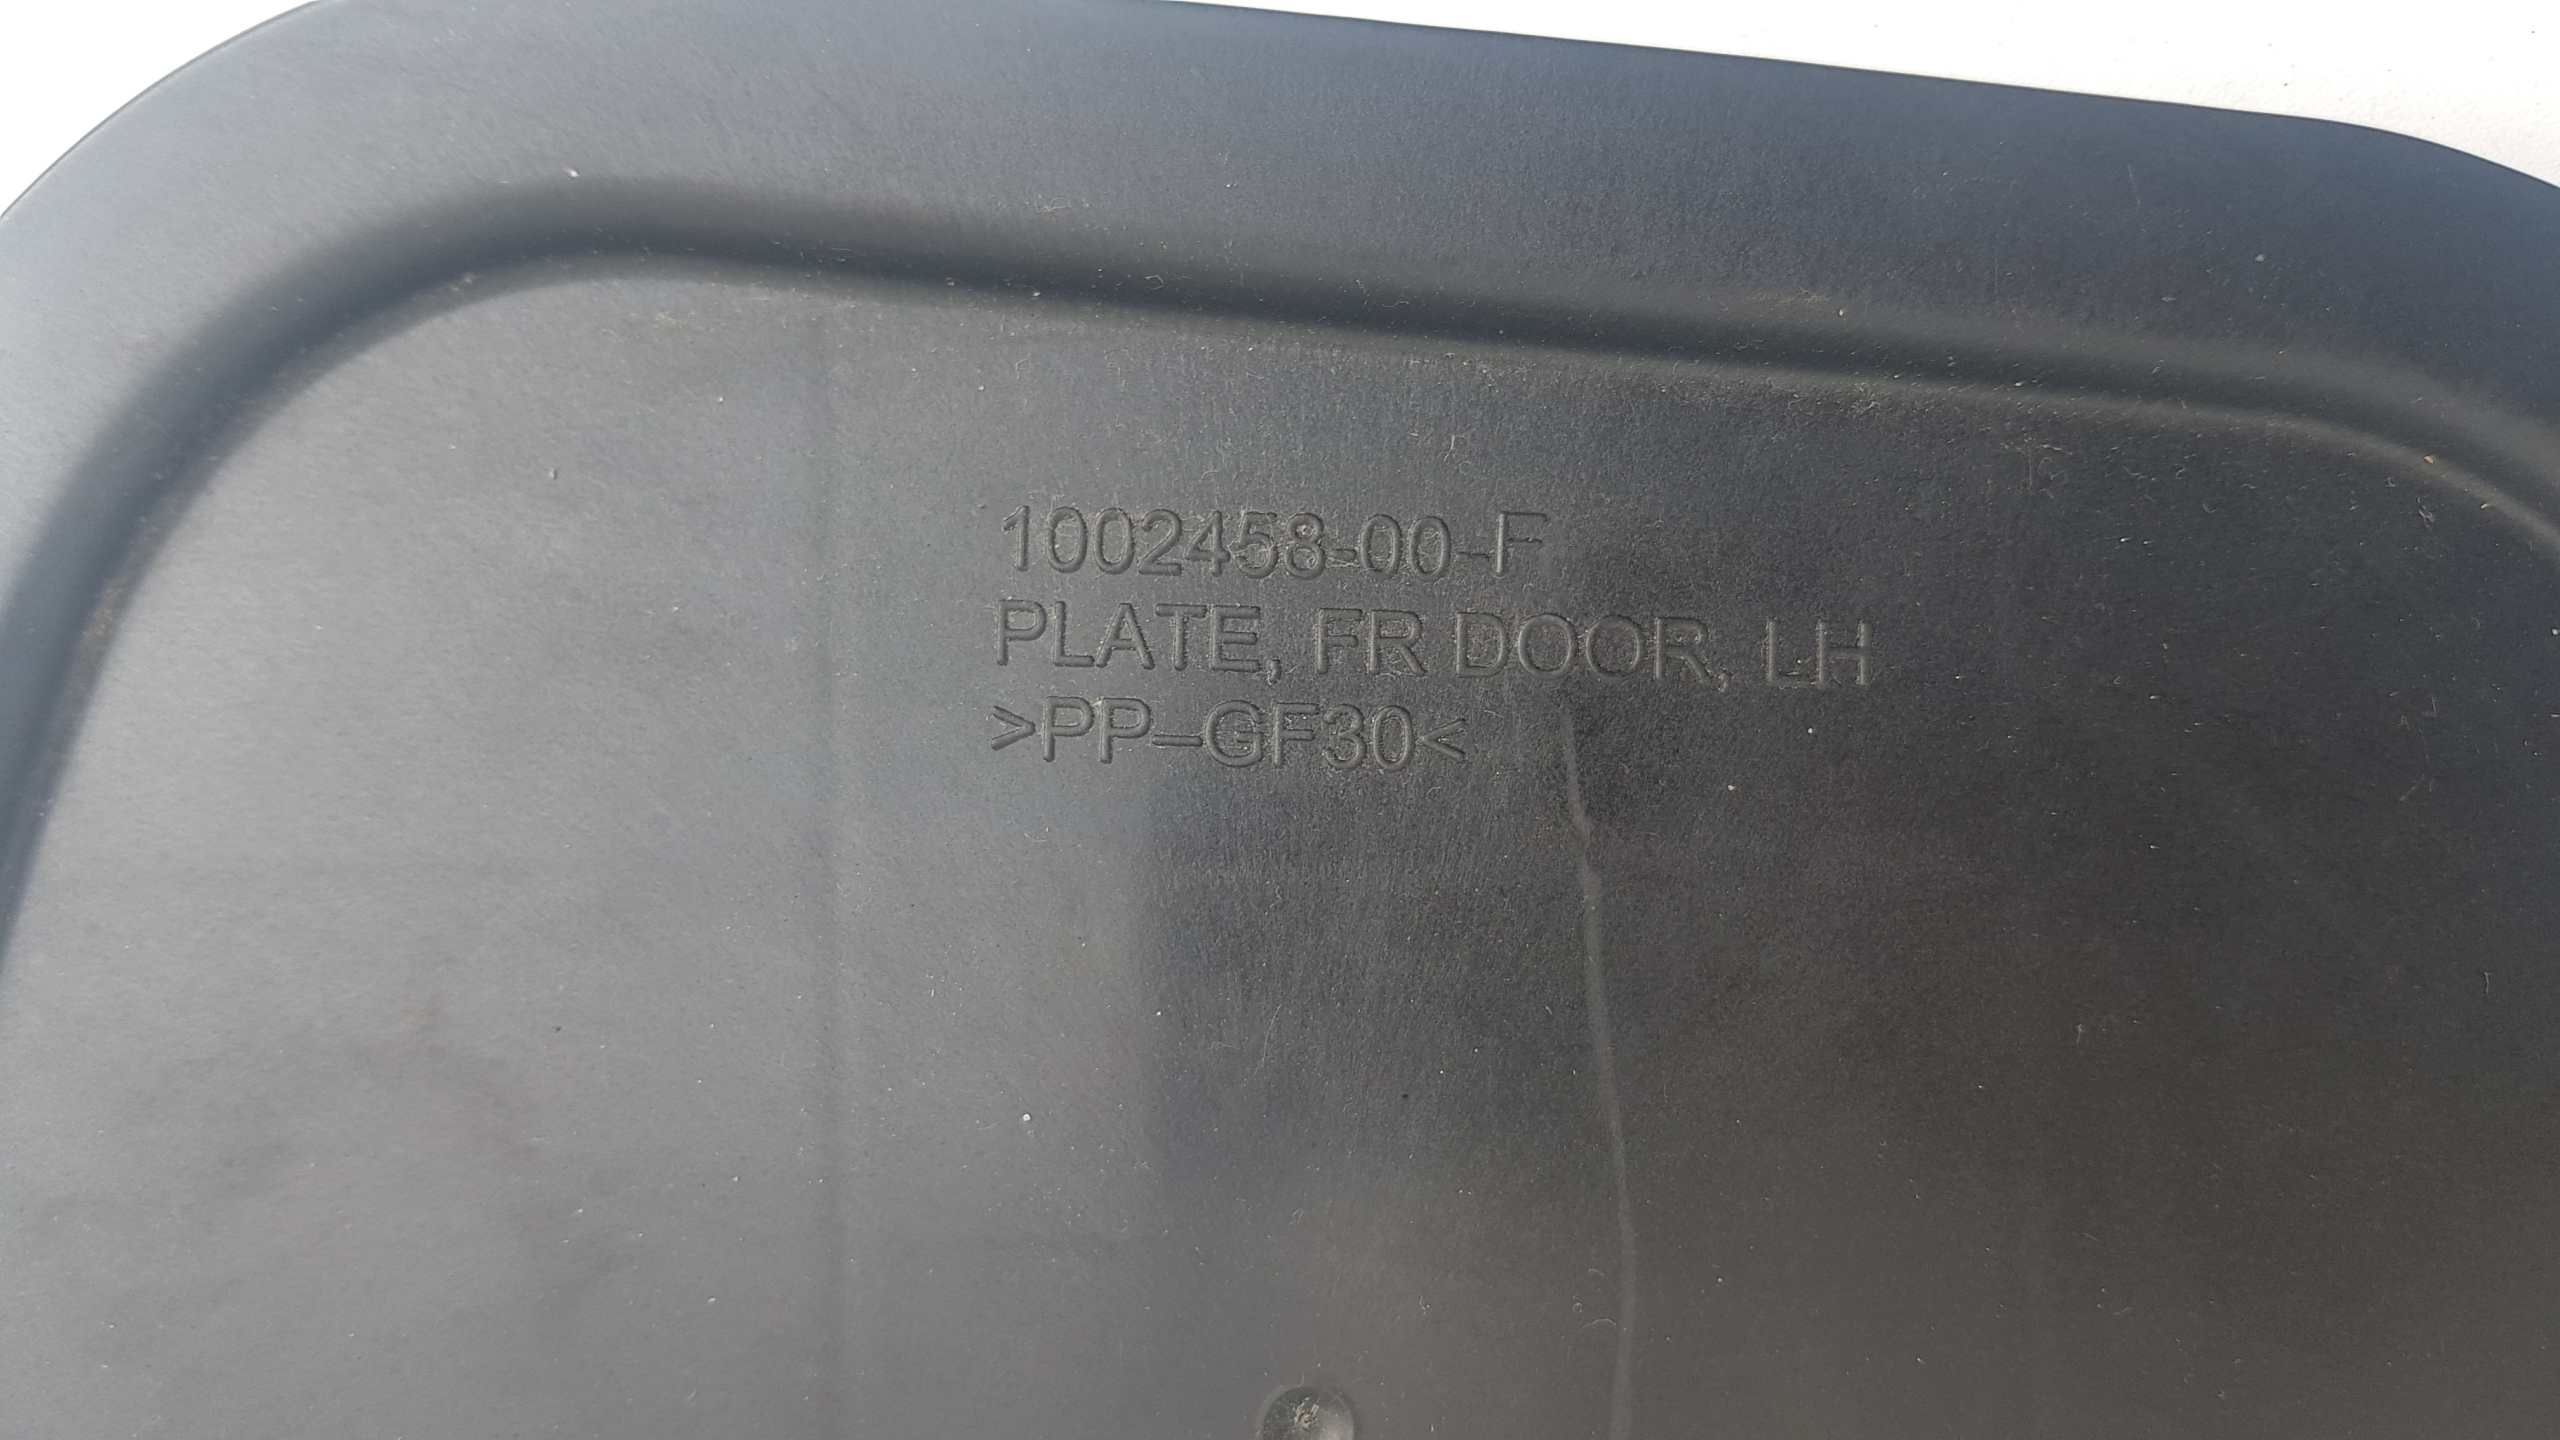 1002458-00-F
PLATE, FR DOOR, LH
>PP-GF30<